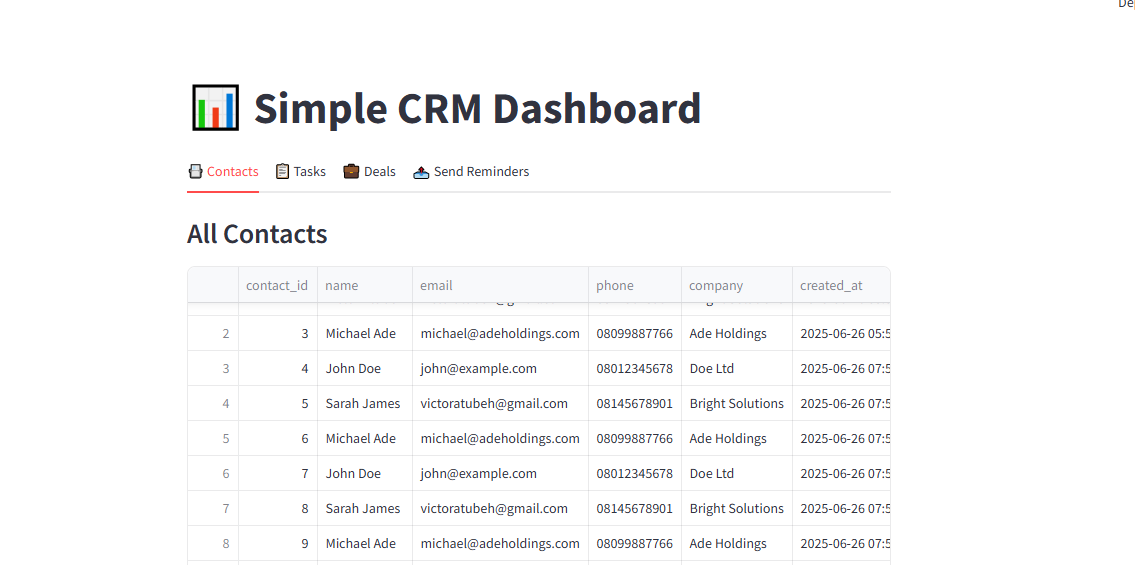 Simple CRM Dashboard
Contacts Tasks Deals Send Reminders
All Contacts
contact_id name email phone company created_at
2 3 Michael Ade michael@adeholdings.com 08099887766 Ade Holdings 2025-06-26 05:5
3 4 John Doe john@example.com 08012345678 Doe Ltd 2025-06-26 07:5
4 5 Sarah James victoratubeh@gmail.com 08145678901 Bright Solutions 2025-06-26 07:5
5 6 Michael Ade michael@adeholdings.com 08099887766 Ade Holdings 2025-06-26 07:5
6 7 John Doe john@example.com 08012345678 Doe Ltd 2025-06-26 07:5
7 8 Sarah James victoratubeh@gmail.com 08145678901 Bright Solutions 2025-06-26 07:5
8 9 Michael Ade michael@adeholdings.com 08099887766 Ade Holdings 2025-06-26 07:5